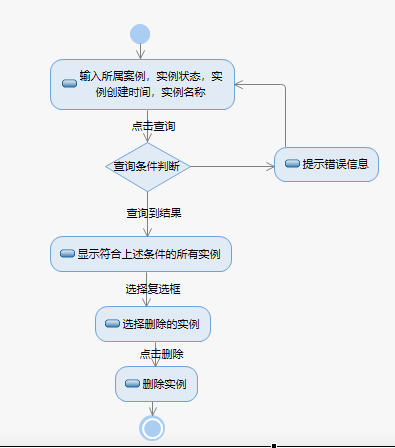 输入所属案例，实例状态，实
例创建时间，实例名称
点击查询
查询条件判断
提示错误信息
查询到结果
显示符合上述条件的所有实例
选择复选框
选择删除的实例
点击删除
删除实例